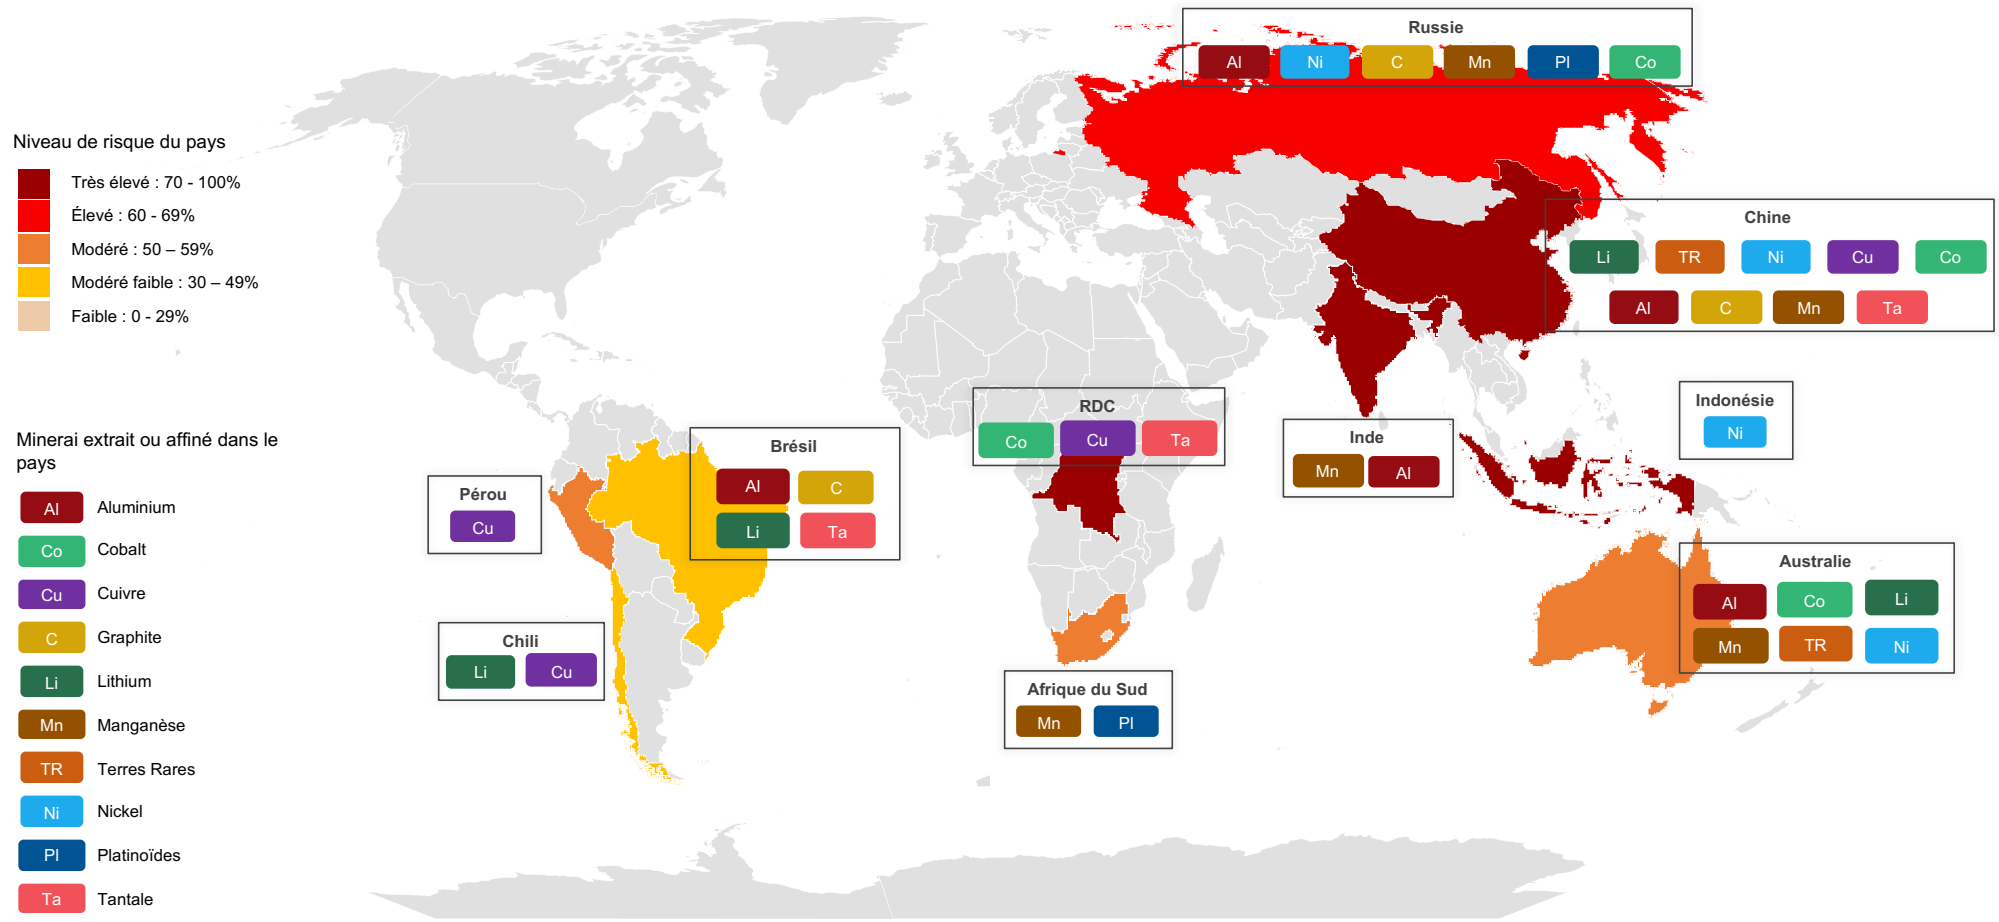 Niveau de risque du pays
Très élevé : 70 - 100%
Élevé : 60 - 69%
Modéré : 50 – 59%
Modéré faible : 30 – 49%
Faible : 0 - 29%
Minerai extrait ou affiné dans le
pays
Al Aluminium
Co Cobalt
Cu Cuivre
C Graphite
Li Lithium
Mn Manganèse
TR Terres Rares
Ni Nickel
Pl Platinoïdes
Ta Tantale
Russie
Al Ni C Mn Pl Co
Chine
Li TR Ni Cu Co
Al C Mn Ta
Indonésie
Ni
RDC
Co Cu Ta
Inde
Mn Al
Brésil
Al C
Li Ta
Pérou
Cu
Chili
Li Cu
Afrique du Sud
Mn Pl
Australie
Al Co Li
Mn TR Ni